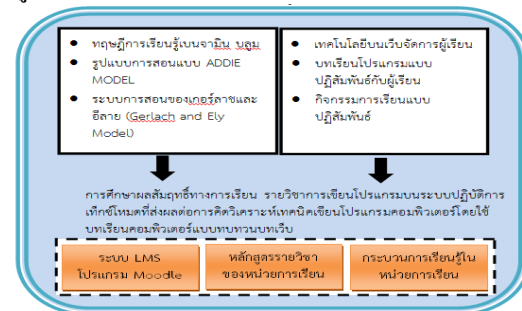 ทฤษฎีการเรียนรู้เบนจามิน บลูม
รูปแบบการสอนแบบ ADDIE
MODEL
ระบบการสอนของเกอร์ลาชและ
อีลาย (Gerlach and Ely
Model)
เทคโนโลยีบนเว็บจัดการผู้เรียน
บทเรียนโปรแกรมแบบ
ปฏิสัมพันธ์กับผู้เรียน
กิจกรรมการเรียนแบบ
ปฏิสัมพันธ์
การศึกษาผลสัมฤทธิ์ทางการเรียน รายวิชาการเขียนโปรแกรมบนระบบปฏิบัติการ
เท็กซ์โหมดที่ส่งผลต่อการคิดวิเคราะห์เทคนิคเขียนโปรแกรมคอมพิวเตอร์โดยใช้
บทเรียนคอมพิวเตอร์แบบทบทวนบทเว็บ
ระบบ LMS
โปรแกรม Moodle
หลักสูตรรายวิชา
ของหน่วยการเรียน
กระบวนการเรียนรู้ใน
หน่วยการเรียน